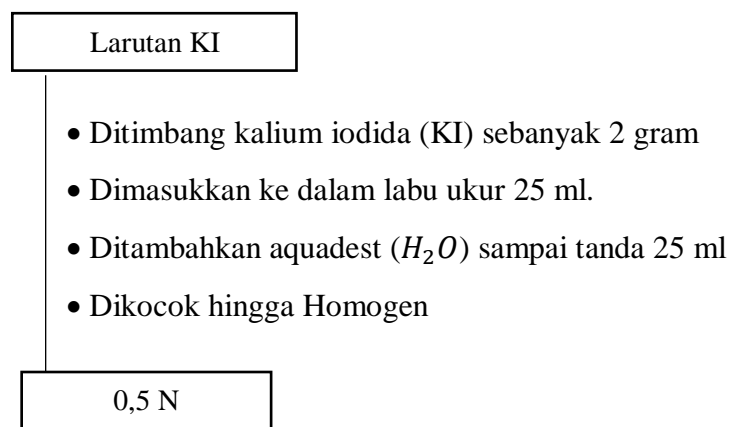 Larutan KI
• Ditimbang kalium iodida (KI) sebanyak 2 gram
• Dimasukkan ke dalam labu ukur 25 ml.
• Ditambahkan aquadest (𝐻₂𝑂) sampai tanda 25 ml
• Dikocok hingga Homogen
0,5 N